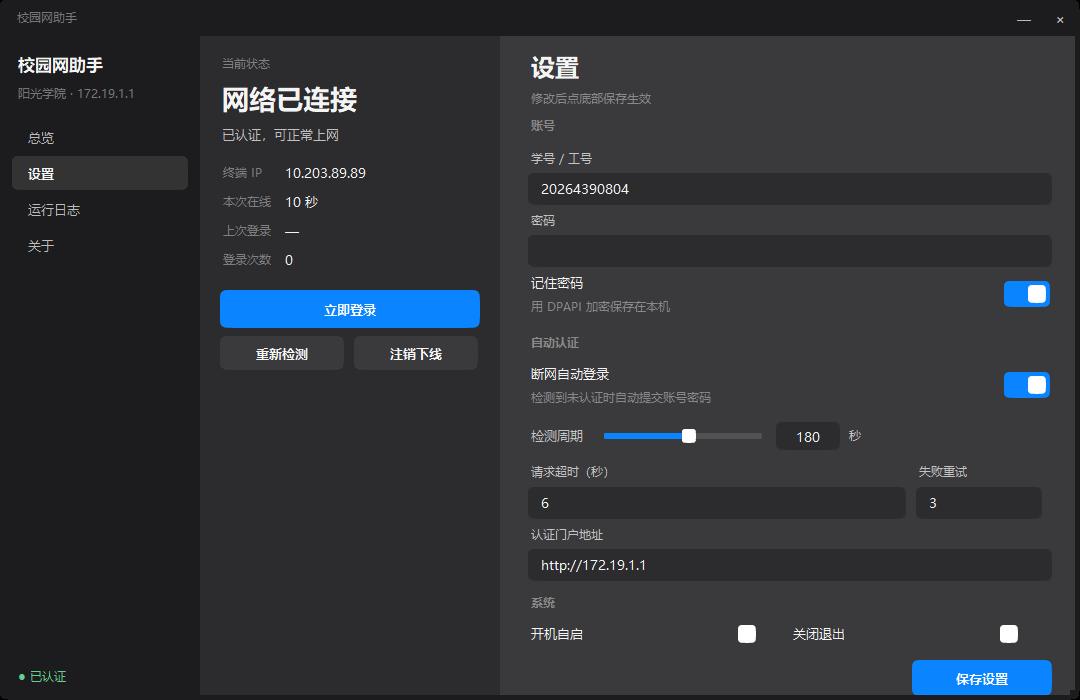 校园网助手
— ×
校园网助手
阳光学院 · 172.19.1.1
总览
设置
运行日志
关于
● 已认证
当前状态
网络已连接
已认证，可正常上网
终端 IP 10.203.89.89
本次在线 10 秒
上次登录 —
登录次数 0
立即登录
重新检测 注销下线
设置
修改后点底部保存生效
账号
学号 / 工号
20264390804
密码
记住密码
用 DPAPI 加密保存在本机
自动认证
断网自动登录
检测到未认证时自动提交账号密码
检测周期 180 秒
请求超时（秒） 失败重试
6 3
认证门户地址
http://172.19.1.1
系统
开机自启 关闭退出
保存设置